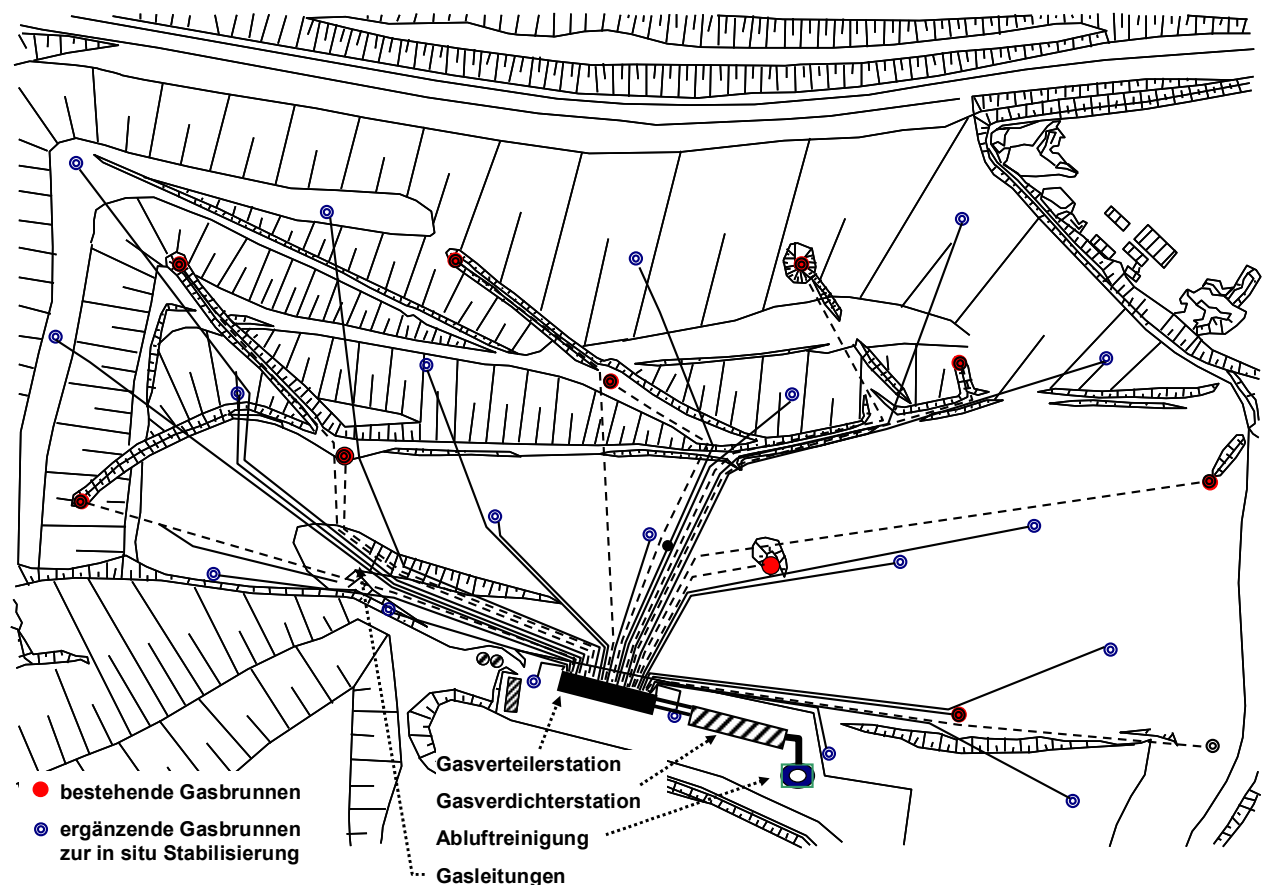 Gasverteilerstation
bestehende Gasbrunnen
Gasverdichterstation
ergänzende Gasbrunnen
zur in situ Stabilisierung
Abluftreinigung
Gasleitungen